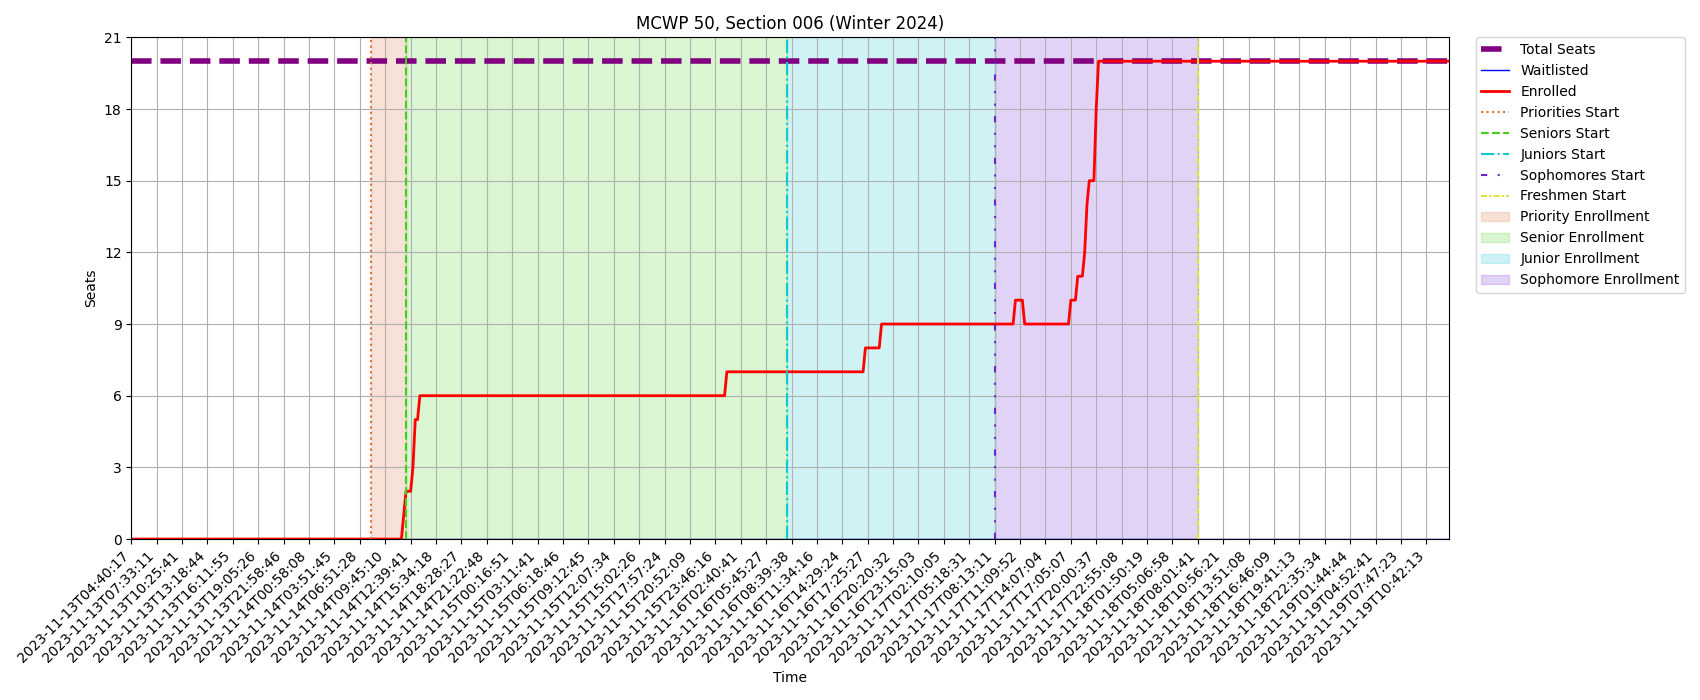 MCWP 50, Section 006 (Winter 2024)
21
18
15
12
9
6
3
0
Seats
2023-11-13T04:40:17
2023-11-13T07:33:11
2023-11-13T10:25:41
2023-11-13T13:18:44
2023-11-13T16:11:55
2023-11-13T19:05:26
2023-11-13T21:58:46
2023-11-14T00:58:08
2023-11-14T03:51:45
2023-11-14T06:51:28
2023-11-14T09:45:10
2023-11-14T12:39:41
2023-11-14T15:34:18
2023-11-14T18:28:27
2023-11-14T21:22:48
2023-11-15T00:16:51
2023-11-15T03:11:41
2023-11-15T06:18:46
2023-11-15T09:12:45
2023-11-15T12:07:34
2023-11-15T15:02:26
2023-11-15T17:57:24
2023-11-15T20:52:09
2023-11-15T23:46:16
2023-11-16T02:40:41
2023-11-16T05:45:27
2023-11-16T08:39:38
2023-11-16T11:34:16
2023-11-16T14:29:24
2023-11-16T17:25:27
2023-11-16T20:20:32
2023-11-16T23:15:03
2023-11-17T02:10:05
2023-11-17T05:18:31
2023-11-17T08:13:11
2023-11-17T11:09:52
2023-11-17T14:07:04
2023-11-17T17:05:07
2023-11-17T20:00:37
2023-11-17T22:55:08
2023-11-18T01:50:19
2023-11-18T05:06:58
2023-11-18T08:01:41
2023-11-18T10:56:21
2023-11-18T13:51:08
2023-11-18T16:46:09
2023-11-18T19:41:13
2023-11-18T22:35:34
2023-11-19T01:44:44
2023-11-19T04:52:41
2023-11-19T07:47:23
2023-11-19T10:42:13
Time
Total Seats
Waitlisted
Enrolled
Priorities Start
Seniors Start
Juniors Start
Sophomores Start
Freshmen Start
Priority Enrollment
Senior Enrollment
Junior Enrollment
Sophomore Enrollment